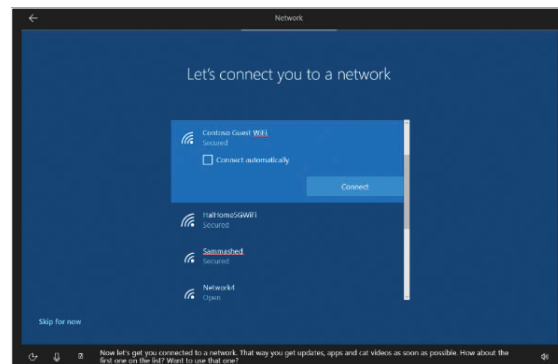 Network
Let's connect you to a network
Contoso Guest WiFi
Secured
Connect automatically
Connect
HalHome5GWiFi
Secured
Sammashed
Secured
Network4
Open
Skip for now
Now let's get you connected to a network. That way you get updates, apps and cat videos as soon as possible. How about the
first one on the list? Want to use that one?